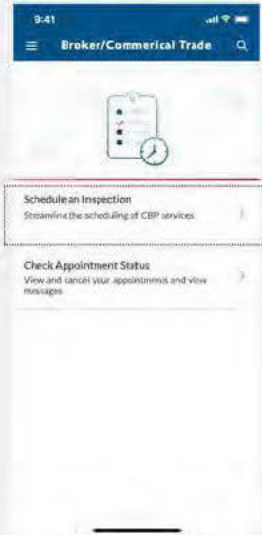 9:41
Broker/Commerical Trade
Schedule an Inspection
Streamline the scheduling of CBP services
Check Appointment Status
View and cancel your appointments and view
messages